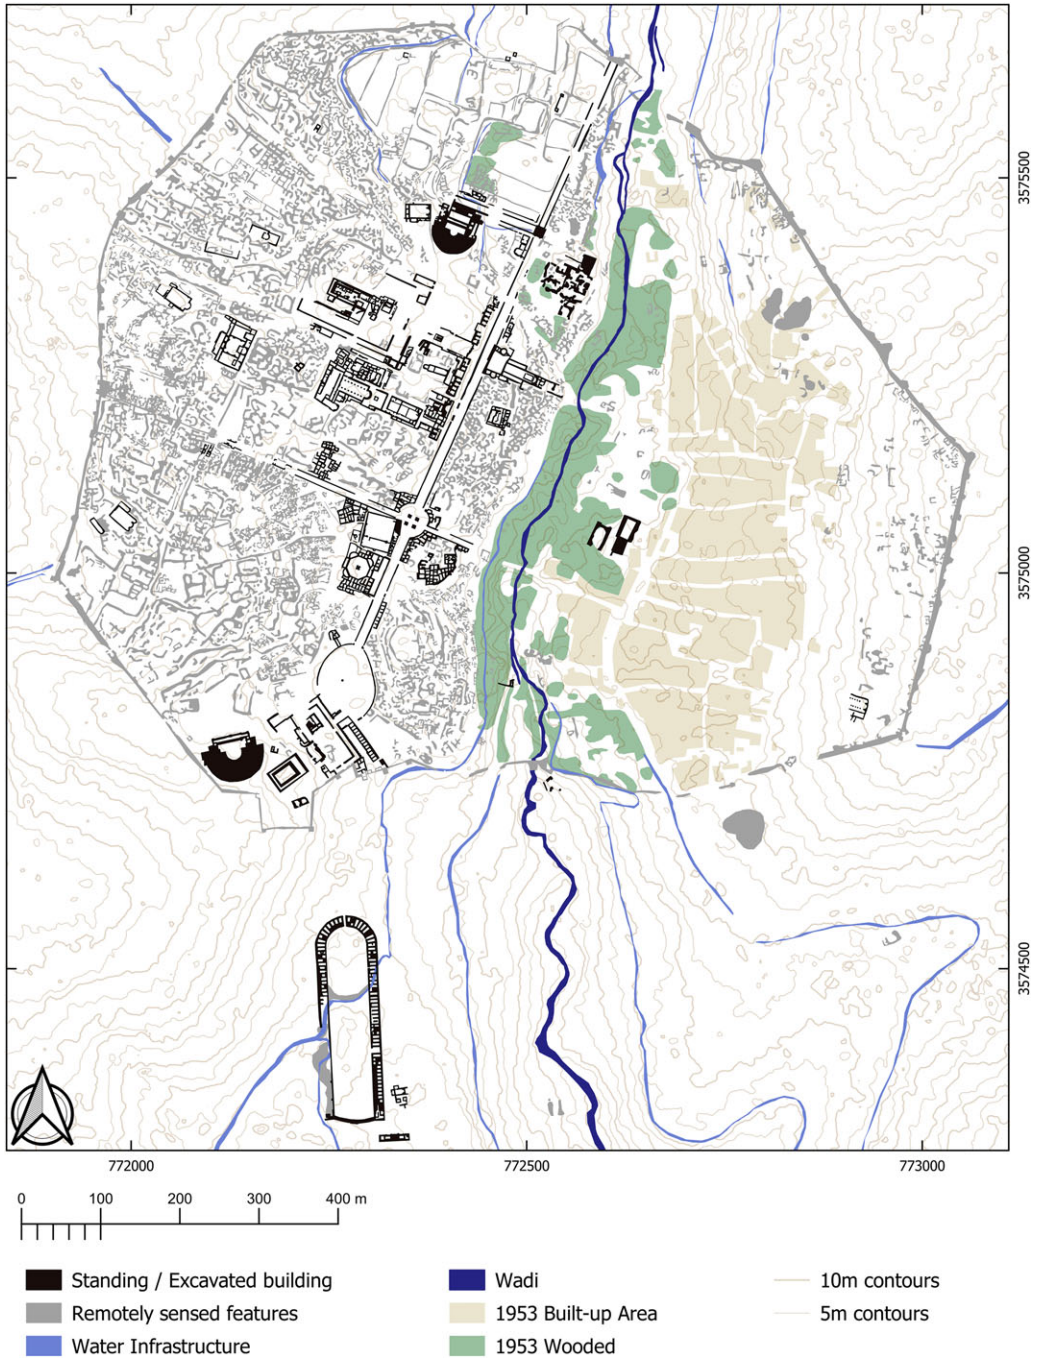 3575500
3575000
3574500
772000
772500
773000
0
100
200
300
400 m
Standing / Excavated building
Remotely sensed features
Water Infrastructure
Wadi
1953 Built-up Area
1953 Wooded
10m contours
5m contours